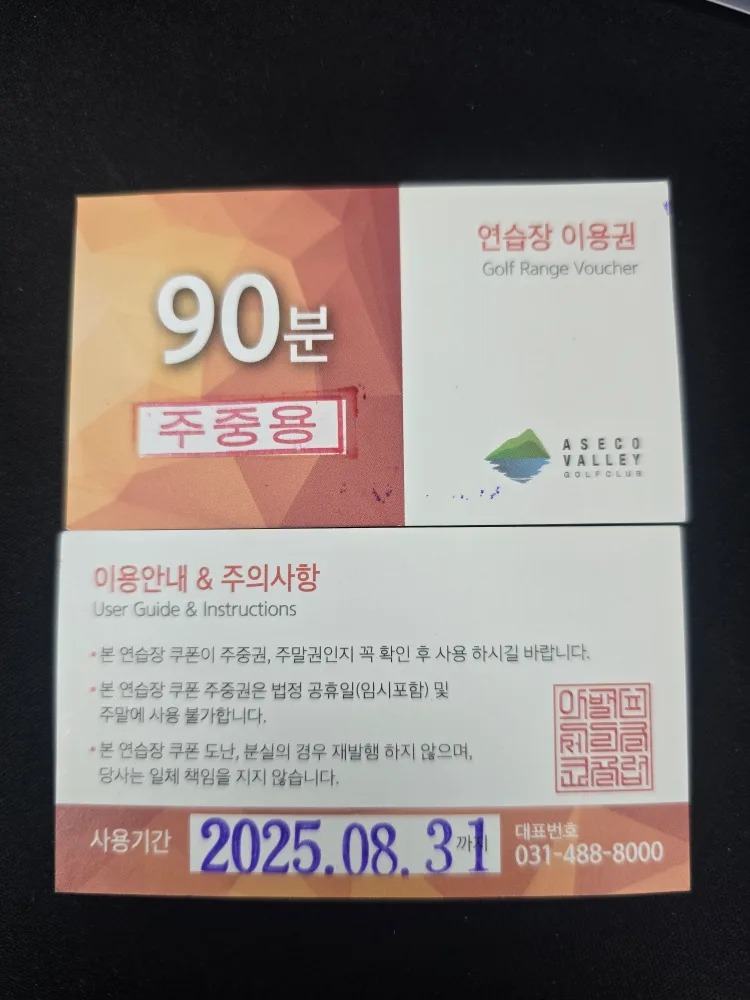 90분
주중용
연습장 이용권
Golf Range Voucher
ASECO
VALLEY
GOLFCLUB
이용안내 & 주의사항
User Guide & Instructions
• 본 연습장 쿠폰이 주중권, 주말권인지 꼭 확인 후 사용 하시길 바랍니다.
• 본 연습장 쿠폰 주중권은 법정 공휴일(임시포함) 및
주말에 사용 불가합니다.
• 본 연습장 쿠폰 도난, 분실의 경우 재발행 하지 않으며,
당사는 일체 책임을 지지 않습니다.
사용기간
2025.08.31
까지
대표번호
031-488-8000